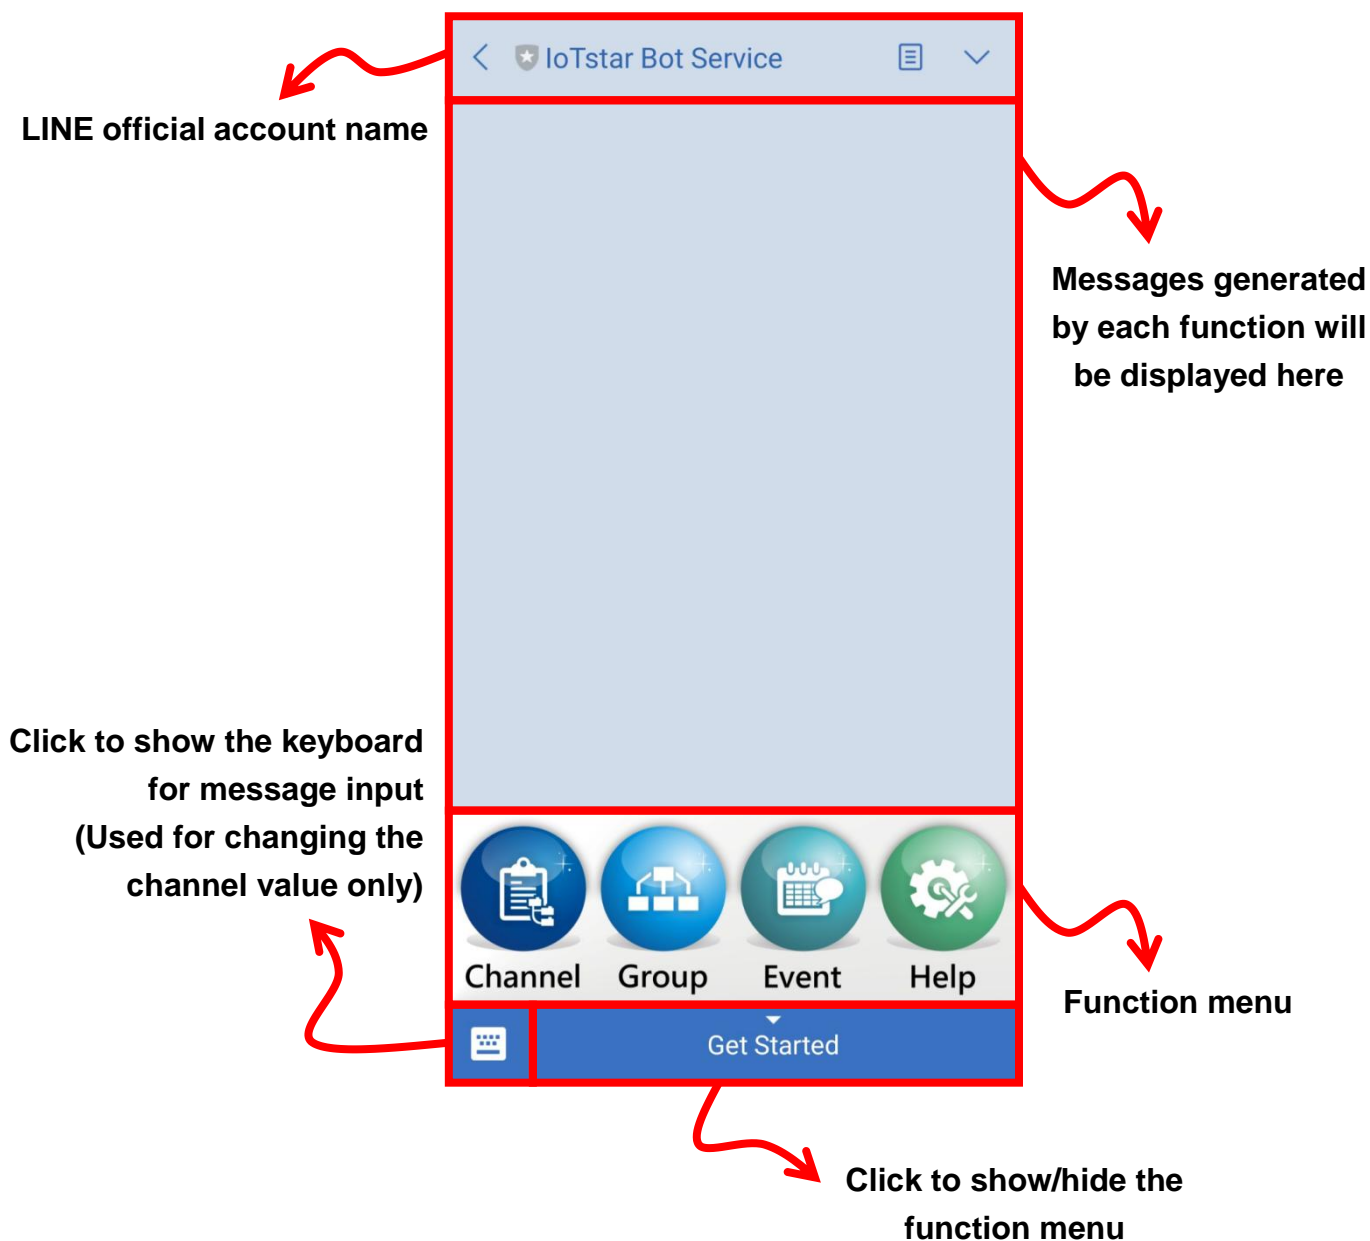 IoTstar Bot Service
LINE official account name
Messages generated
by each function will
be displayed here
Click to show the keyboard
for message input
(Used for changing the
channel value only)
Channel Group Event Help
Function menu
Get Started
Click to show/hide the
function menu